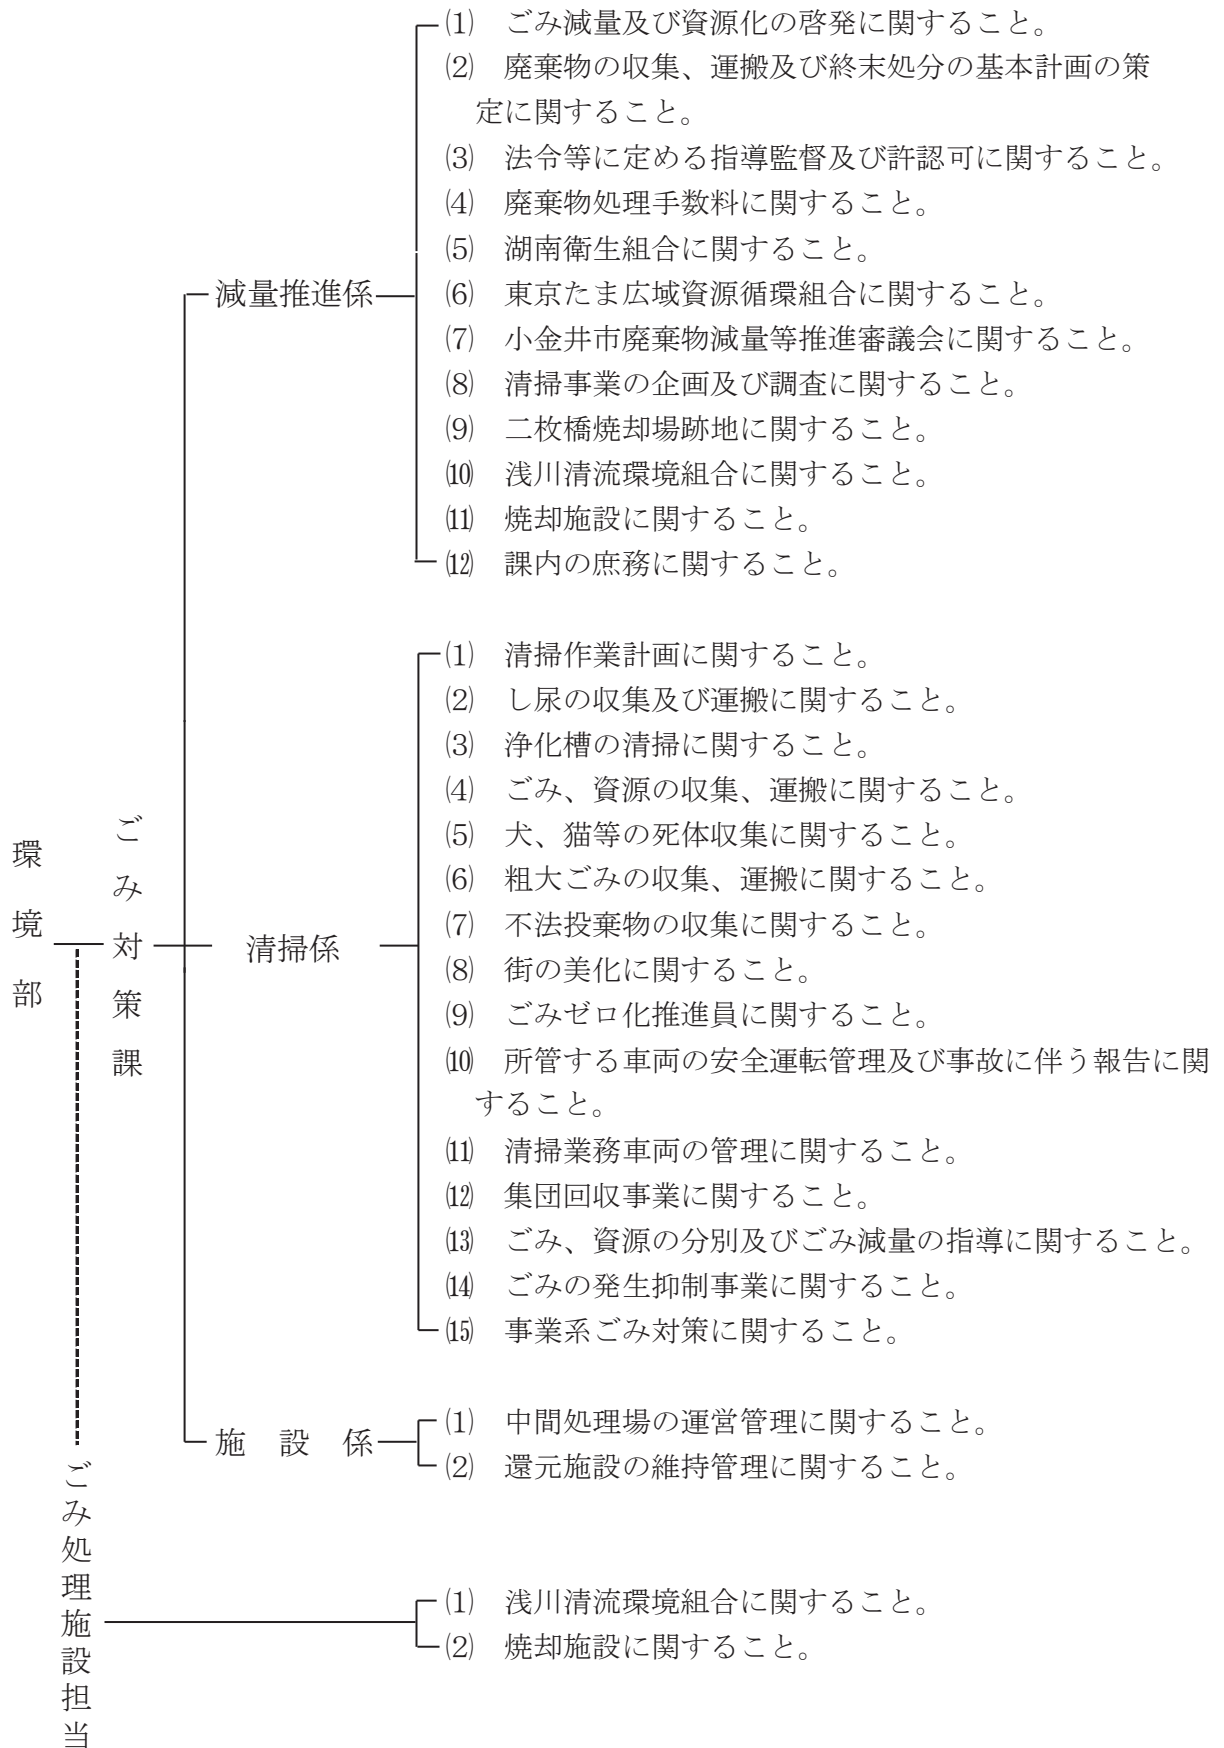 環境部
ごみ対策課
減量推進係
⑴　ごみ減量及び資源化の啓発に関すること。
⑵　廃棄物の収集、運搬及び終末処分の基本計画の策
定に関すること。
⑶　法令等に定める指導監督及び許認可に関すること。
⑷　廃棄物処理手数料に関すること。
⑸　湖南衛生組合に関すること。
⑹　東京たま広域資源循環組合に関すること。
⑺　小金井市廃棄物減量等推進審議会に関すること。
⑻　清掃事業の企画及び調査に関すること。
⑼　二枚橋焼却場跡地に関すること。
⑽　浅川清流環境組合に関すること。
⑾　焼却施設に関すること。
⑿　課内の庶務に関すること。
清掃係
⑴　清掃作業計画に関すること。
⑵　し尿の収集及び運搬に関すること。
⑶　浄化槽の清掃に関すること。
⑷　ごみ、資源の収集、運搬に関すること。
⑸　犬、猫等の死体収集に関すること。
⑹　粗大ごみの収集、運搬に関すること。
⑺　不法投棄物の収集に関すること。
⑻　街の美化に関すること。
⑼　ごみゼロ化推進員に関すること。
⑽　所管する車両の安全運転管理及び事故に伴う報告に関
すること。
⑾　清掃業務車両の管理に関すること。
⑿　集団回収事業に関すること。
⒀　ごみ、資源の分別及びごみ減量の指導に関すること。
⒁　ごみの発生抑制事業に関すること。
⒂　事業系ごみ対策に関すること。
施　設　係
⑴　中間処理場の運営管理に関すること。
⑵　還元施設の維持管理に関すること。
ごみ処理施設担当
⑴　浅川清流環境組合に関すること。
⑵　焼却施設に関すること。